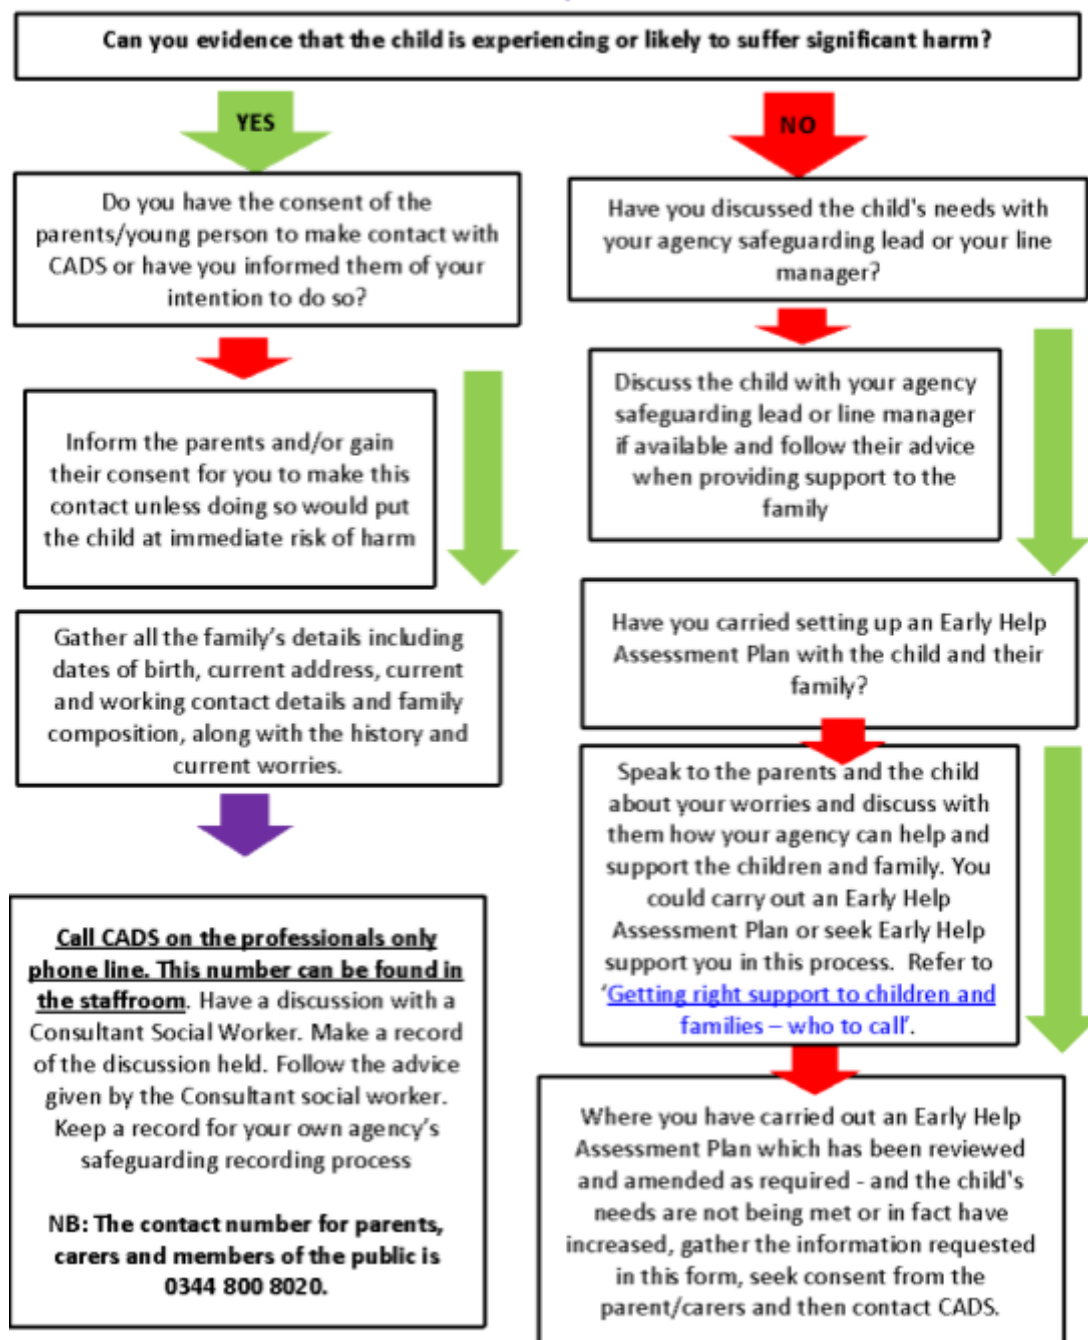 Can you evidence that the child is experiencing or likely to suffer significant harm?
YES
Do you have the consent of the
parents/young person to make contact with
CADS or have you informed them of your
intention to do so?
Inform the parents and/or gain
their consent for you to make this
contact unless doing so would put
the child at immediate risk of harm
Gather all the family's details including
dates of birth, current address, current
and working contact details and family
composition, along with the history and
current worries.
Call CADS on the professionals only
phone line. This number can be found in
the staffroom. Have a discussion with a
Consultant Social Worker. Make a record
of the discussion held. Follow the advice
given by the Consultant social worker.
Keep a record for your own agency's
safeguarding recording process
NB: The contact number for parents,
carers and members of the public is
0344 800 8020.
NO
Have you discussed the child's needs with
your agency safeguarding lead or your line
manager?
Discuss the child with your agency
safeguarding lead or line manager
if available and follow their advice
when providing support to the
family
Have you carried setting up an Early Help
Assessment Plan with the child and their
family?
Speak to the parents and the child
about your worries and discuss with
them how your agency can help and
support the children and family. You
could carry out an Early Help
Assessment Plan or seek Early Help
support you in this process.  Refer to
'Getting right support to children and
families – who to call'.
Where you have carried out an Early Help
Assessment Plan which has been reviewed
and amended as required - and the child's
needs are not being met or in fact have
increased, gather the information requested
in this form, seek consent from the
parent/carers and then contact CADS.